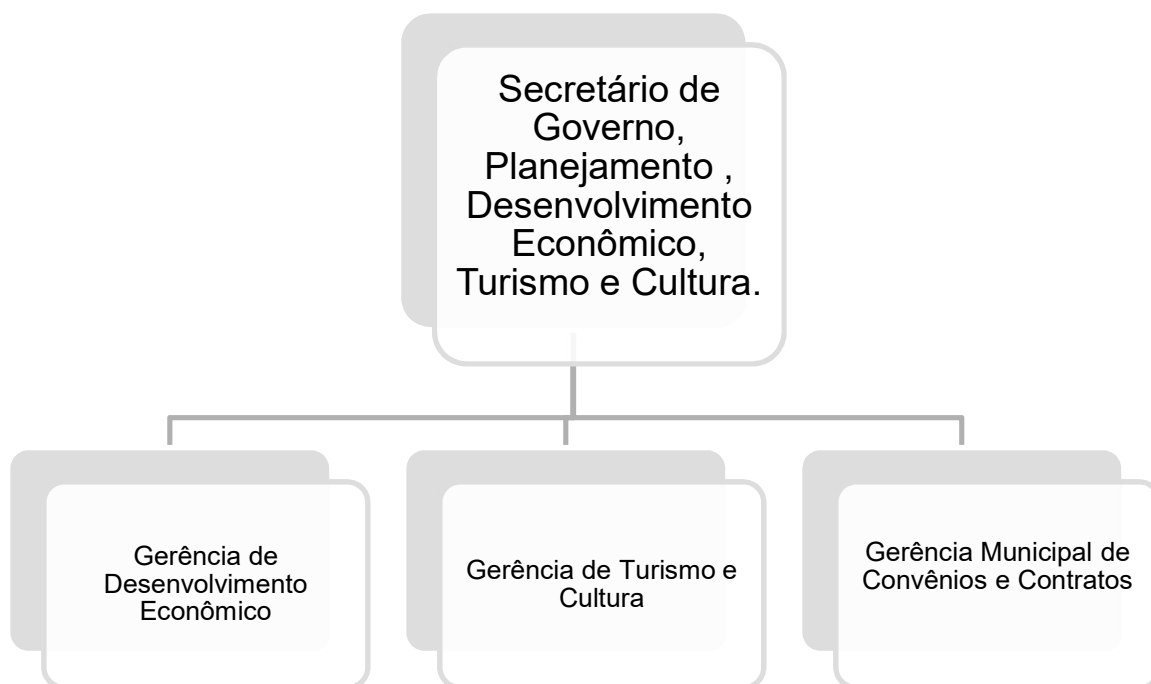 Secretário de
Governo,
Planejamento ,
Desenvolvimento
Econômico,
Turismo e Cultura.
Gerência de
Desenvolvimento
Econômico
Gerência de Turismo e
Cultura
Gerência Municipal de
Convênios e Contratos